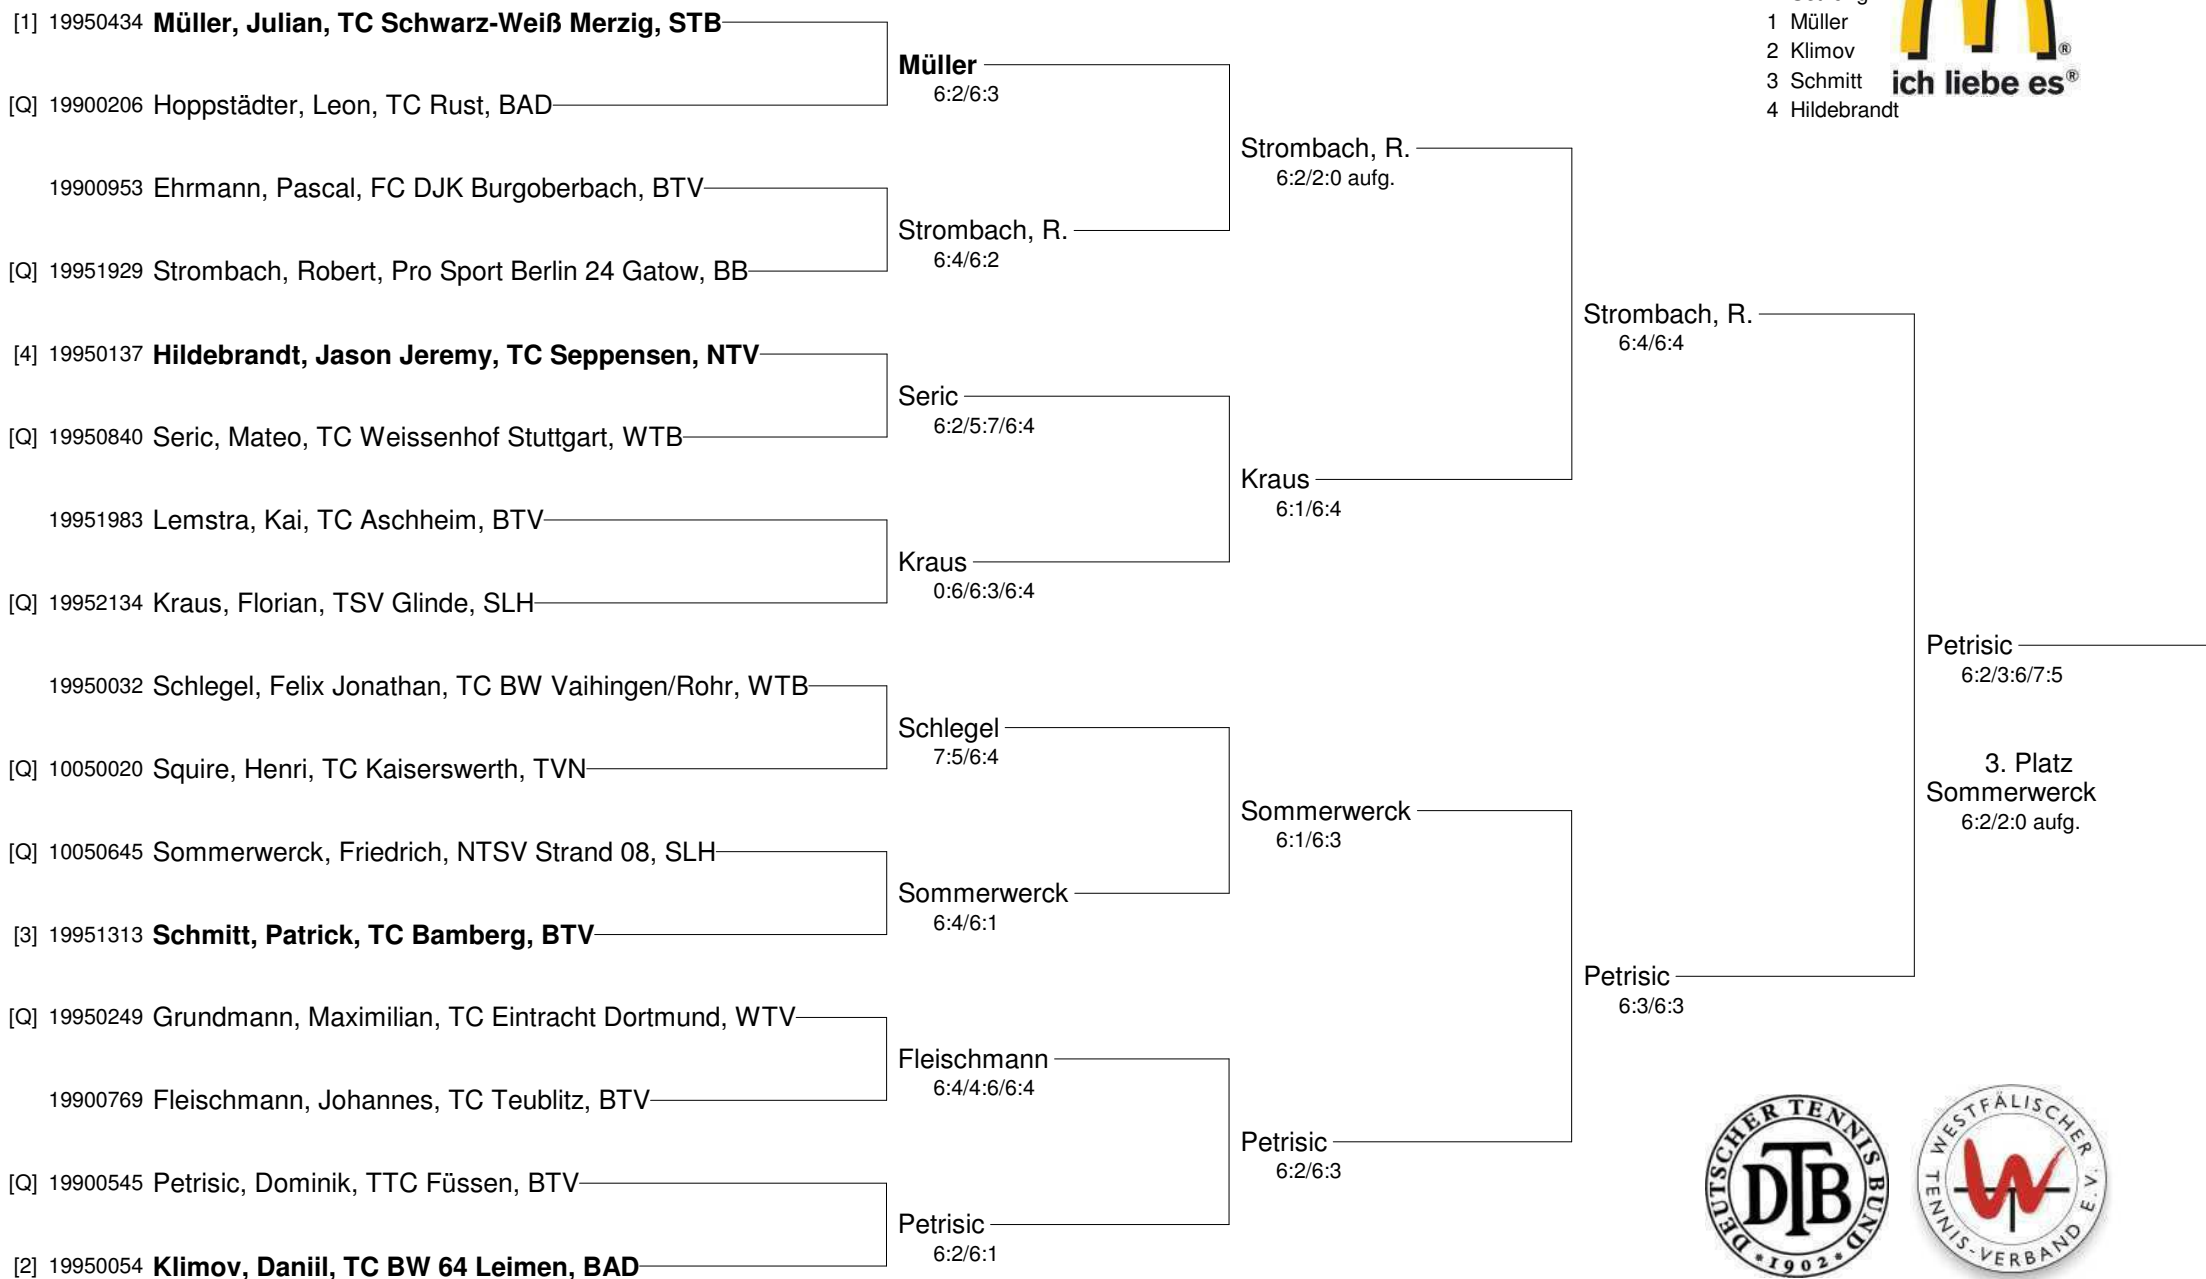 [1] 19950434 Müller, Julian, TC Schwarz-Weiß Merzig, STB
[Q] 19900206 Hoppstädter, Leon, TC Rust, BAD
19900953 Ehrmann, Pascal, FC DJK Burgoberbach, BTV
[Q] 19951929 Strombach, Robert, Pro Sport Berlin 24 Gatow, BB
[4] 19950137 Hildebrandt, Jason Jeremy, TC Seppensen, NTV
[Q] 19950840 Seric, Mateo, TC Weissenhof Stuttgart, WTB
19951983 Lemstra, Kai, TC Aschheim, BTV
[Q] 19952134 Kraus, Florian, TSV Glinde, SLH
19950032 Schlegel, Felix Jonathan, TC BW Vaihingen/Rohr, WTB
[Q] 10050020 Squire, Henri, TC Kaiserswerth, TVN
[Q] 10050645 Sommerwerck, Friedrich, NTSV Strand 08, SLH
[3] 19951313 Schmitt, Patrick, TC Bamberg, BTV
[Q] 19950249 Grundmann, Maximilian, TC Eintracht Dortmund, WTV
19900769 Fleischmann, Johannes, TC Teublitz, BTV
[Q] 19900545 Petrisic, Dominik, TTC Füssen, BTV
[2] 19950054 Klimov, Daniil, TC BW 64 Leimen, BAD
Müller
6:2/6:3
Strombach, R.
6:4/6:2
Seric
6:2/5:7/6:4
Kraus
0:6/6:3/6:4
Schlegel
7:5/6:4
Sommerwerck
6:4/6:1
Fleischmann
6:4/4:6/6:4
Petrisic
6:2/6:1
Strombach, R.
6:2/2:0 aufg.
Kraus
6:1/6:4
Sommerwerck
6:1/6:3
Petrisic
6:2/6:3
Strombach, R.
6:4/6:4
Petrisic
6:3/6:3
Petrisic
6:2/3:6/7:5
3. Platz
Sommerwerck
6:2/2:0 aufg.
1 Müller
2 Klimov
3 Schmitt
4 Hildebrandt
®
ich liebe es®
DEUTSCHER TENNIS BUND
DTB
*1902*
WESTFÄLISCHER
TENNIS-VERBAND E.V.